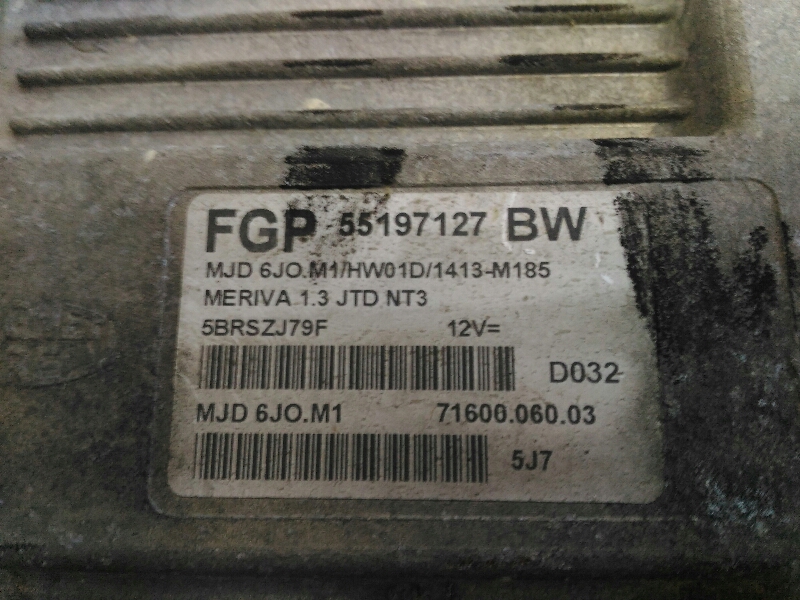 FGP 55197127 BW
MJD 6JO.M1/HW01D/1413-M185
MERIVA 1.3 JTD NT3
5BRSZJ79F 12V=
D032
MJD 6JO.M1 71600.060.03
5J7